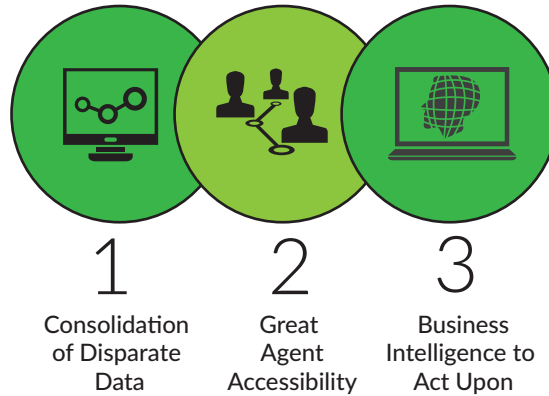 1
Consolidation
of Disparate
Data
2
Great
Agent
Accessibility
3
Business
Intelligence to
Act Upon